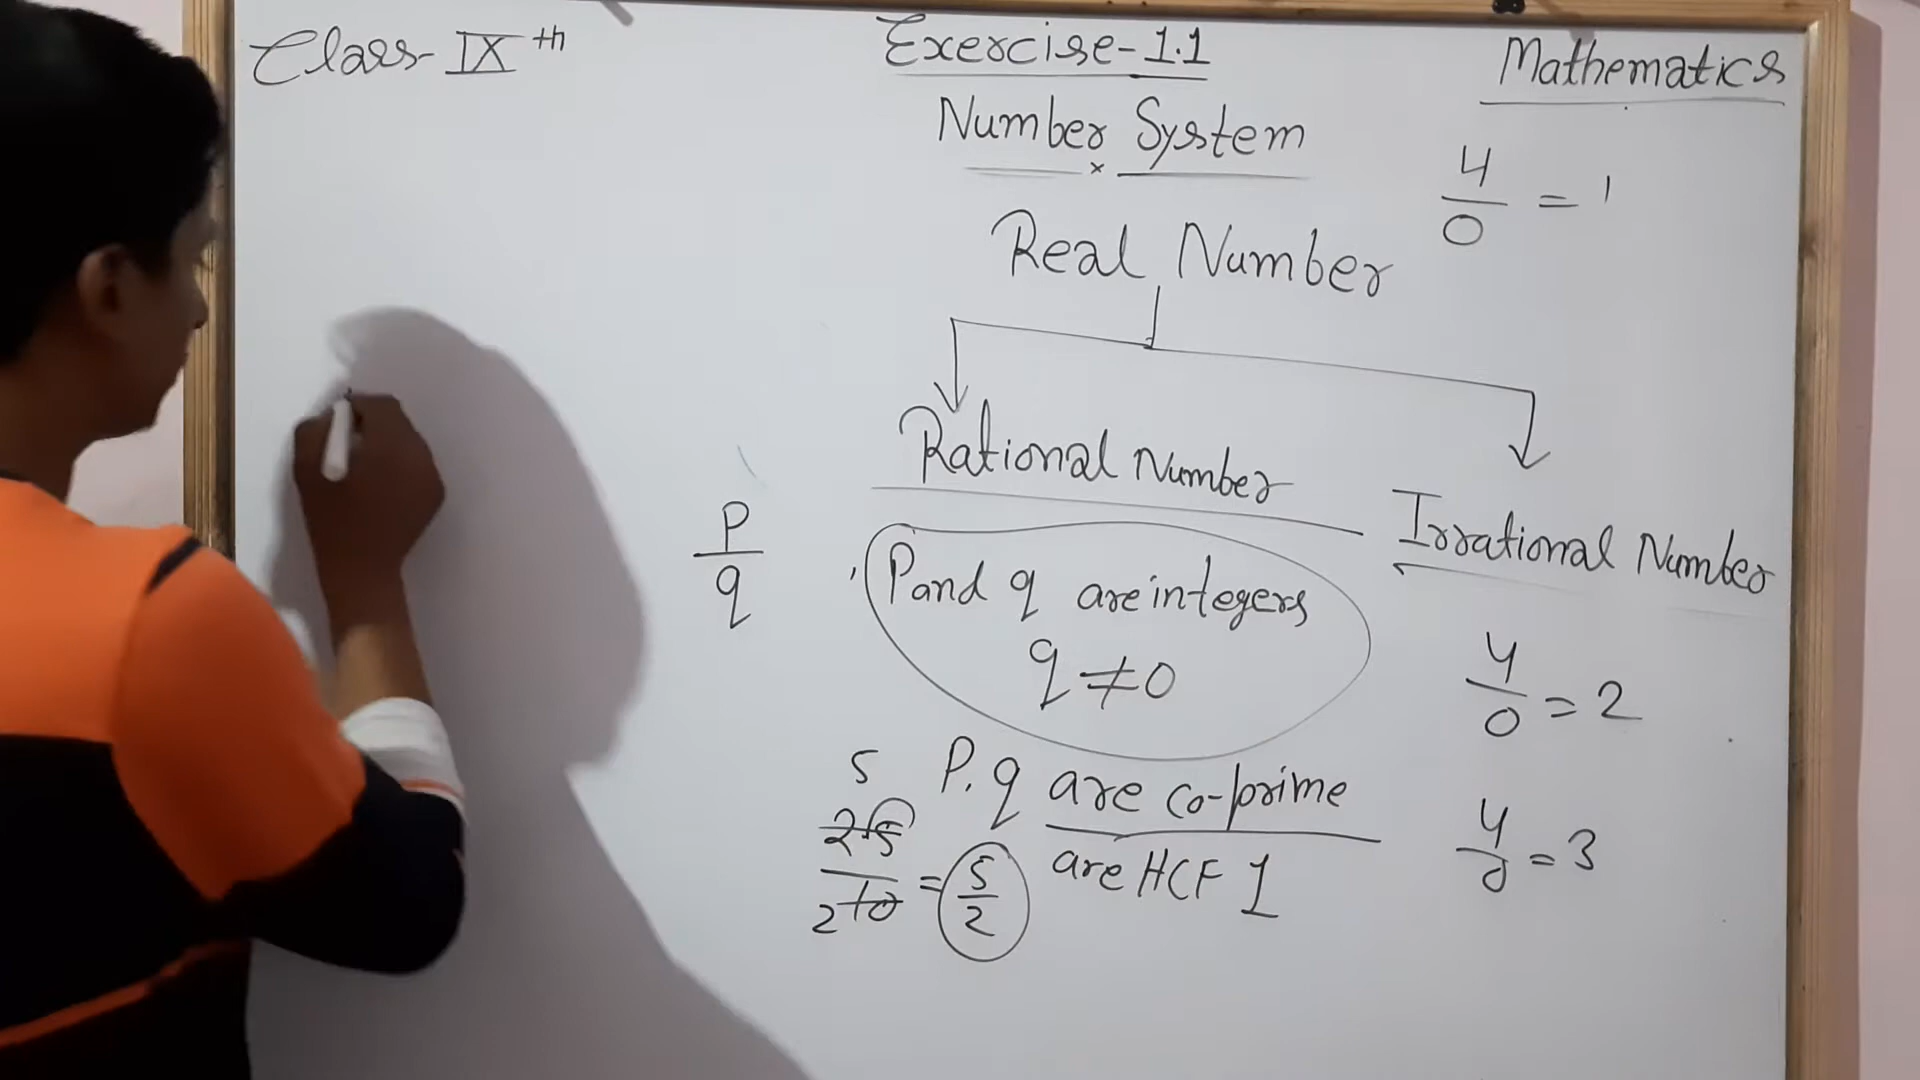 Class-IXth
Exercise-1.1
Mathematics
Number System
4/0 = 1
Real Number
Rational Number
Irrational Number
P/q
P and q are integers
q ≠ 0
4/0 = 2
P.q are co-prime
are HCF 1
5
25/10 = 5/2
2
4/0 = 3